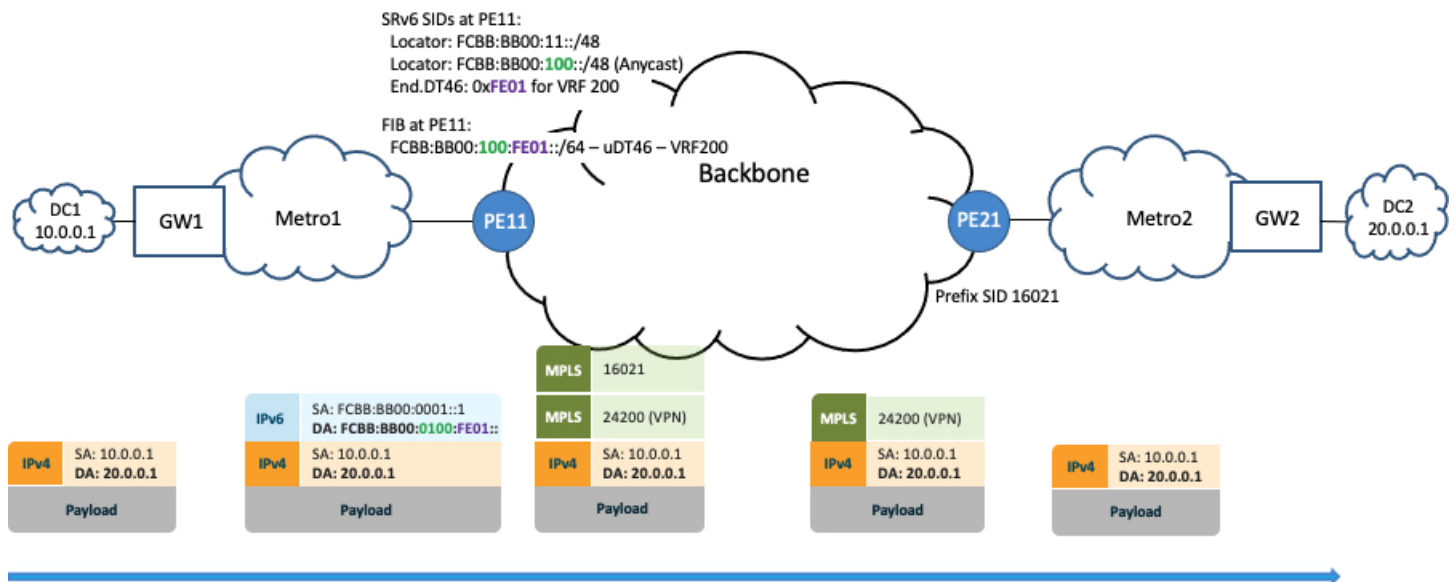 SRv6 SIDs at PE11:
Locator: FCBB:BB00:11::/48
Locator: FCBB:BB00:100::/48 (Anycast)
End.DT46: 0xFE01 for VRF 200
FIB at PE11:
FCBB:BB00:100:FE01::/64 – uDT46 – VRF200
Backbone
DC1
10.0.0.1
GW1
Metro1
PE11
PE21
Metro2
GW2
DC2
20.0.0.1
Prefix SID 16021
IPv4
SA: 10.0.0.1
DA: 20.0.0.1
Payload
IPv6
SA: FCBB:BB00:0001::1
DA: FCBB:BB00:0100:FE01::
IPv4
SA: 10.0.0.1
DA: 20.0.0.1
Payload
MPLS 16021
MPLS 24200 (VPN)
IPv4
SA: 10.0.0.1
DA: 20.0.0.1
Payload
MPLS 24200 (VPN)
IPv4
SA: 10.0.0.1
DA: 20.0.0.1
Payload
IPv4
SA: 10.0.0.1
DA: 20.0.0.1
Payload